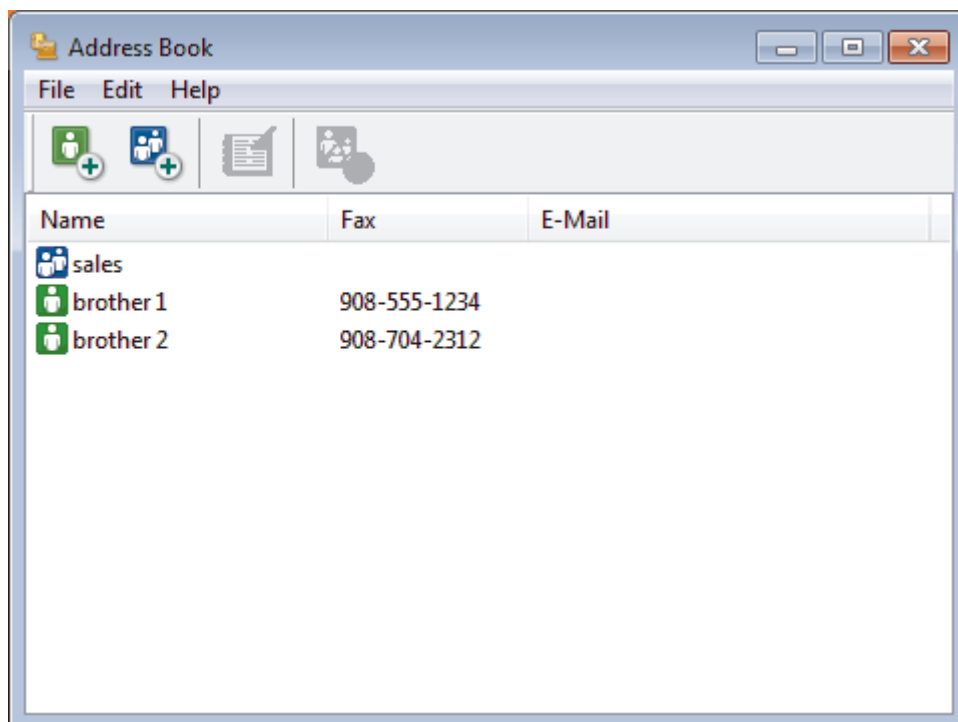 Address Book
File Edit Help
Name Fax E-Mail
sales
brother 1 908-555-1234
brother 2 908-704-2312